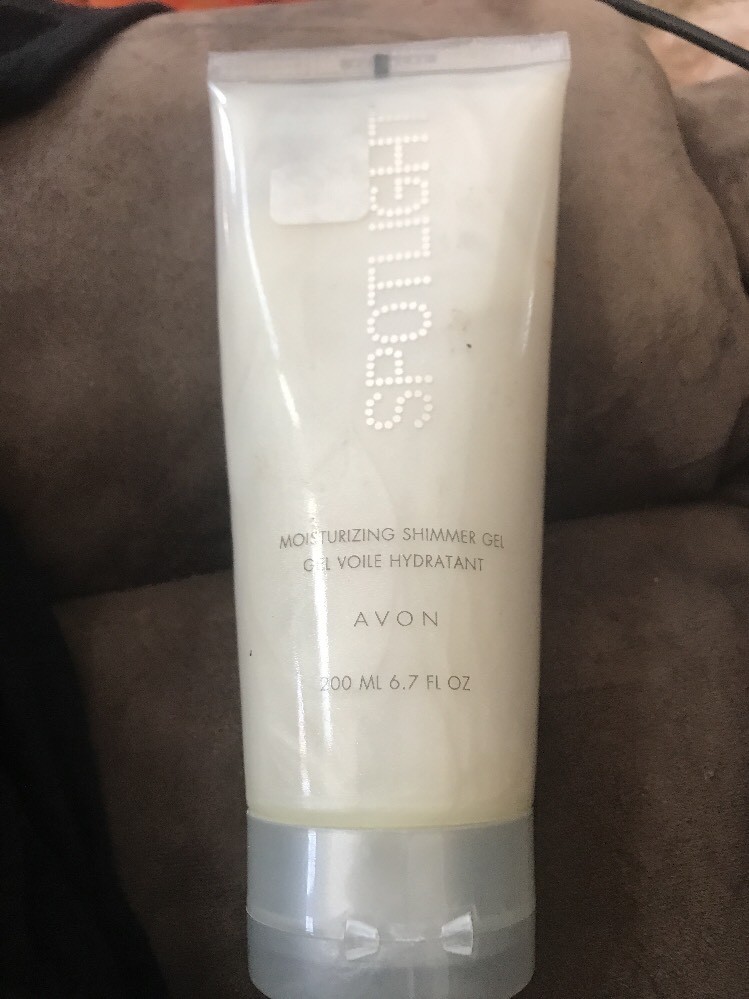 SPOTLIGHT
MOISTURIZING SHIMMER GEL
GEL VOILE HYDRATANT
AVON
200 ML 6.7 FL OZ